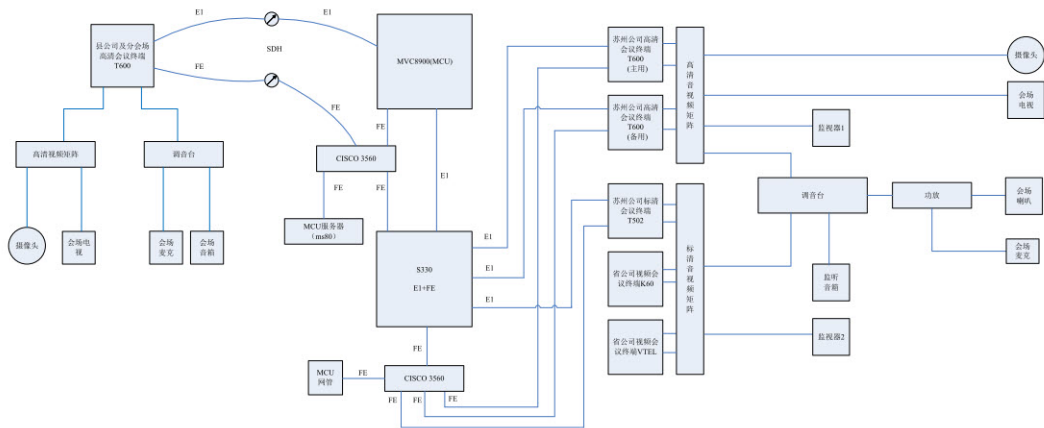 E1
E1
县公司及分会场
高清会议终端
T600
SDH
FE
FE
MVC8900(MCU)
FE
CISCO 3560
E1
FE
FE
MCU服务器
（ms80）
高清视频矩阵
调音台
摄像头
会场电
视
会场
麦克
会场
音箱
S330
E1+FE
E1
E1
E1
FE
MCU
网管
FE
CISCO 3560
FE
FE
FE
苏州公司高清
会议终端
T600
(主用)
苏州公司高清
会议终端
T600
(备用)
高清音视频矩阵
苏州公司标清
会议终端
T502
省公司视频会
议终端K60
省公司视频会
议终端VTEL
标清音视频矩阵
摄像头
会场
电视
监视器1
调音台
功放
会场
喇叭
会场
麦克
监听
音箱
监视器2